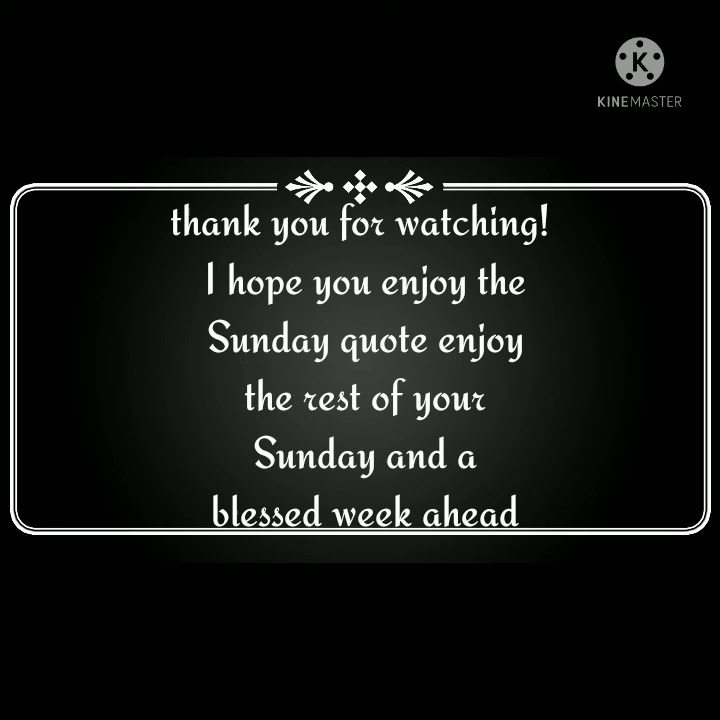 K
KINEMASTER
thank you for watching!
I hope you enjoy the
Sunday quote enjoy
the rest of your
Sunday and a
blessed week ahead